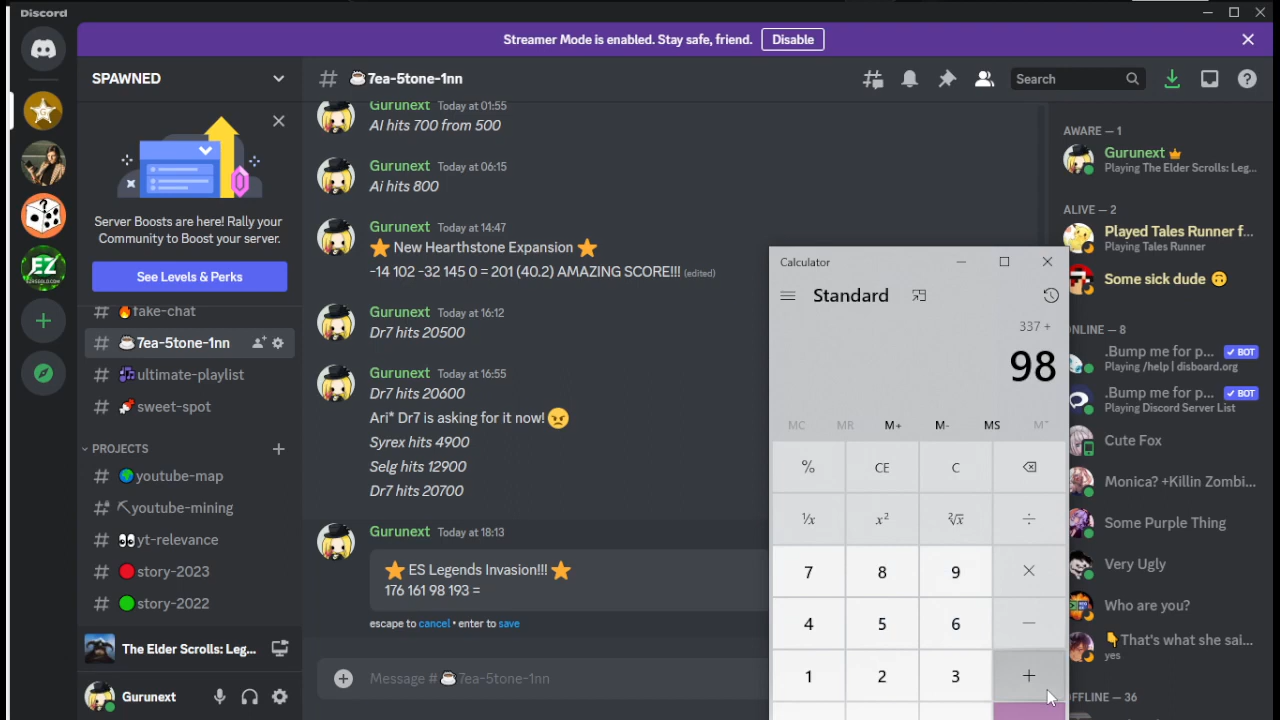 Discord
Streamer Mode is enabled. Stay safe, friend.
Disable
SPAWNED
Server Boosts are here! Rally your
Community to Boost your server.
See Levels & Perks
# 🔥fake-chat
# ☕7ea-5tone-1nn
# 🎶ultimate-playlist
# sweet-spot
PROJECTS
# youtube-map
# ⛏youtube-mining
# 👀yt-relevance
# 🔴story-2023
# 🟢story-2022
The Elder Scrolls: Leg...
Gurunext
# ☕7ea-5tone-1nn
Search
Gurunext Today at 01:55
AI hits 700 from 500
Gurunext Today at 06:15
Ai hits 800
Gurunext Today at 14:47
⭐ New Hearthstone Expansion ⭐
-14 102 -32 145 0 = 201 (40.2) AMAZING SCORE!!! (edited)
Gurunext Today at 16:12
Dr7 hits 20500
Gurunext Today at 16:55
Dr7 hits 20600
Ari* Dr7 is asking for it now! 😠
Syrex hits 4900
Selg hits 12900
Dr7 hits 20700
Gurunext Today at 18:13
⭐ ES Legends Invasion!!! ⭐
176 161 98 193 =
escape to cancel • enter to save
Message # ☕7ea-5tone-1nn
Calculator
Standard
337 +
98
MC MR M+ M- MS M˅
% CE C
¹/x x² ²√x ÷
7 8 9 ×
4 5 6 −
1 2 3 +
AWARE — 1
Gurunext
Playing The Elder Scrolls: Leg...
ALIVE — 2
Played Tales Runner f...
Playing Tales Runner
Some sick dude 🙃
ONLINE — 8
.Bump me for p... ✓ BOT
Playing /help | disboard.org
.Bump me for p... ✓ BOT
Playing Discord Server List
Cute Fox
Monica? +Killin Zombi...
Some Purple Thing
Very Ugly
Who are you?
👇That's what she sai...
yes
OFFLINE — 36
EZ